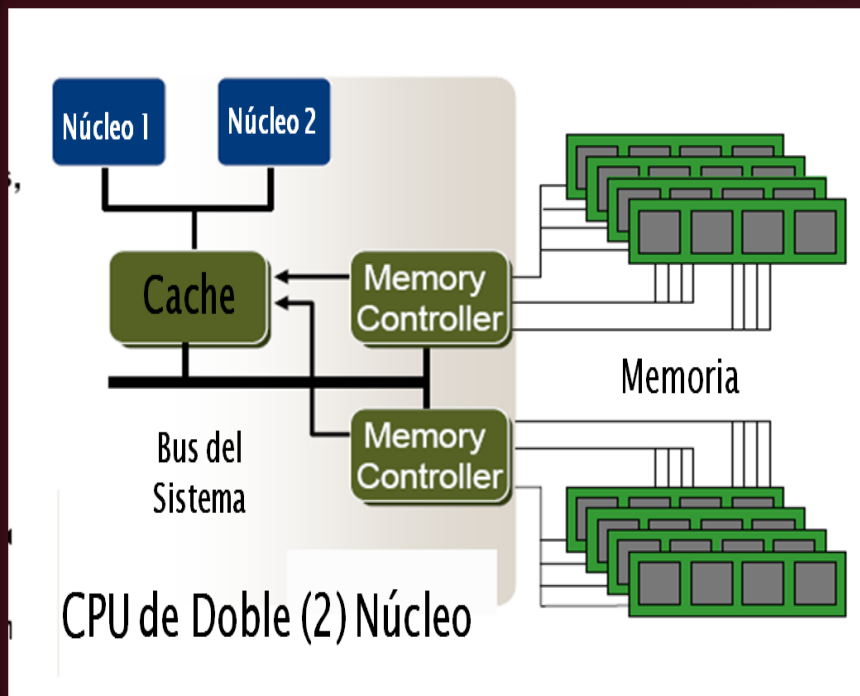 Núcleo 1
Núcleo 2
Cache
Memory
Controller
Memoria
Bus del
Sistema
Memory
Controller
CPU de Doble (2) Núcleo